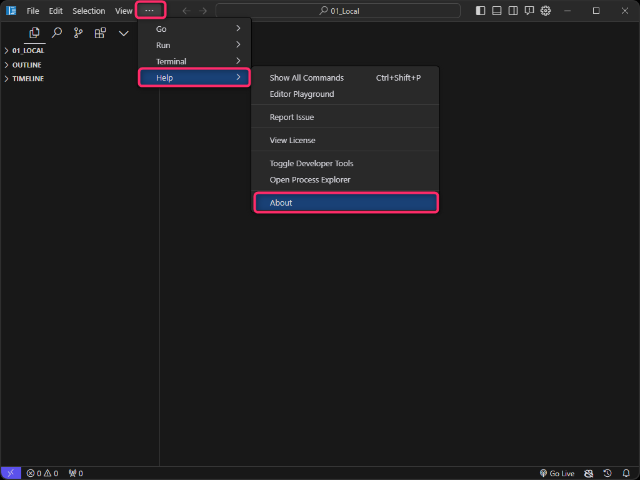 File Edit Selection View ... 01_Local
Go
Run
Terminal
Help
01_LOCAL
OUTLINE
TIMELINE
Show All Commands Ctrl+Shift+P
Editor Playground
Report Issue
View License
Toggle Developer Tools
Open Process Explorer
About
0 0 0 Go Live